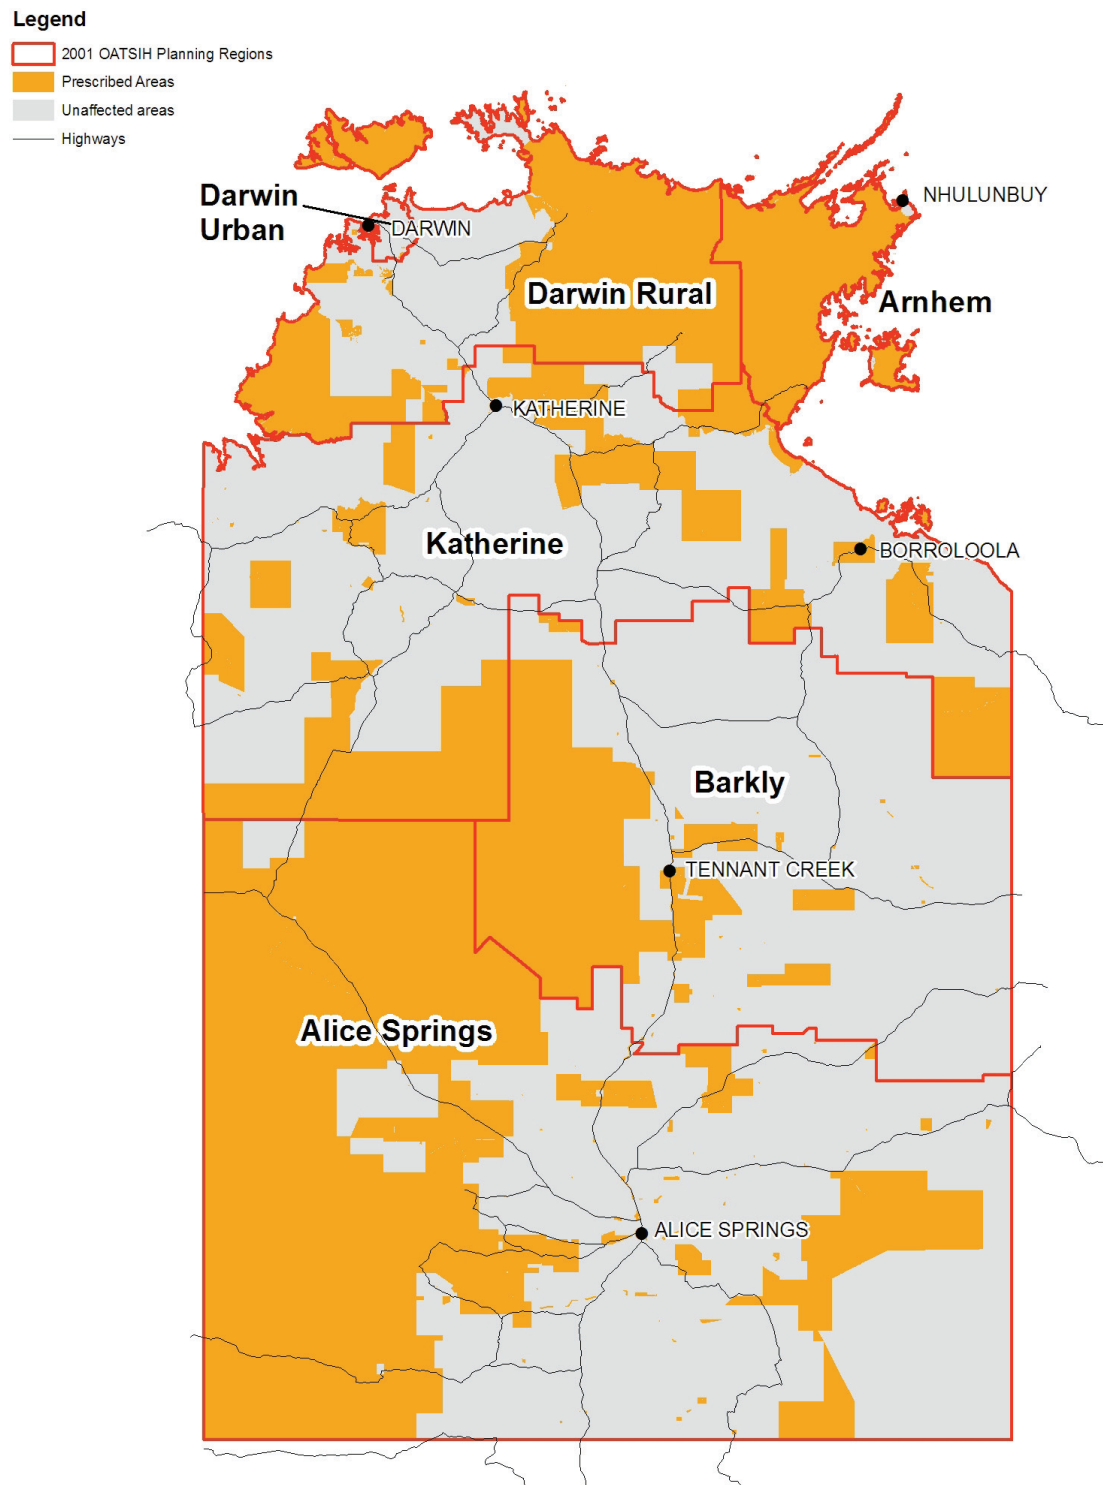 Legend
2001 OATSIH Planning Regions
Prescribed Areas
Unaffected areas
Highways
Darwin
Urban
DARWIN
NHULUNBUY
Darwin Rural
Arnhem
KATHERINE
Katherine
BORROLOOLA
Barkly
TENNANT CREEK
Alice Springs
ALICE SPRINGS